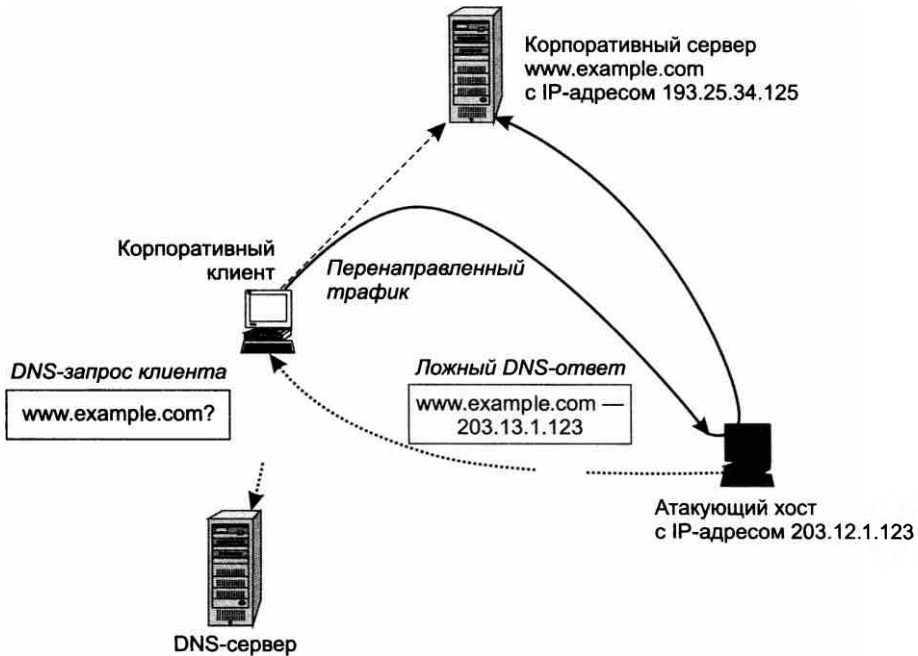 Корпоративный сервер
www.example.com
с IP-адресом 193.25.34.125
Корпоративный
клиент
Перенаправленный
трафик
DNS-запрос клиента
www.example.com?
Ложный DNS-ответ
www.example.com —
203.13.1.123
Атакующий хост
с IP-адресом 203.12.1.123
DNS-сервер